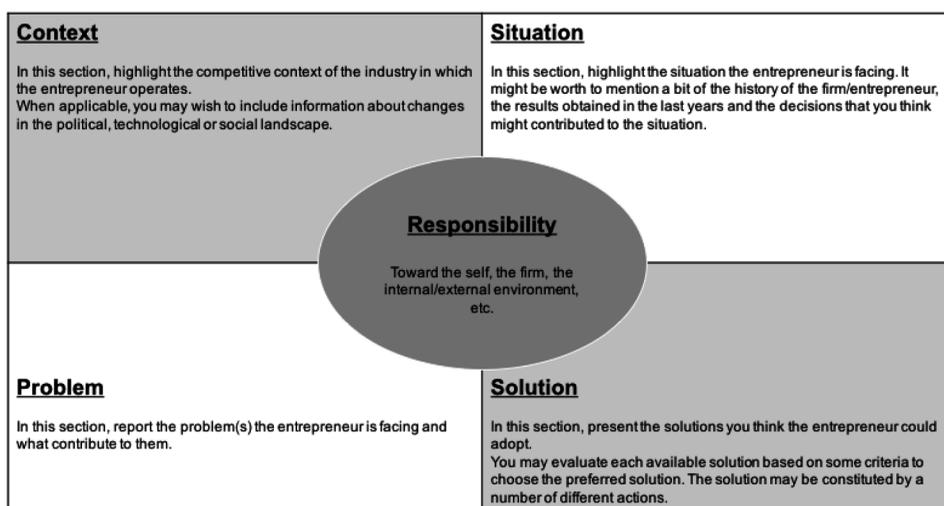 Context
In this section, highlight the competitive context of the industry in which
the entrepreneur operates.
When applicable, you may wish to include information about changes
in the political, technological or social landscape.
Situation
In this section, highlight the situation the entrepreneur is facing. It
might be worth to mention a bit of the history of the firm/entrepreneur,
the results obtained in the last years and the decisions that you think
might contributed to the situation.
Responsibility
Toward the self, the firm, the
internal/external environment,
etc.
Problem
In this section, report the problem(s) the entrepreneur is facing and
what contribute to them.
Solution
In this section, present the solutions you think the entrepreneur could
adopt.
You may evaluate each available solution based on some criteria to
choose the preferred solution. The solution may be constituted by a
number of different actions.